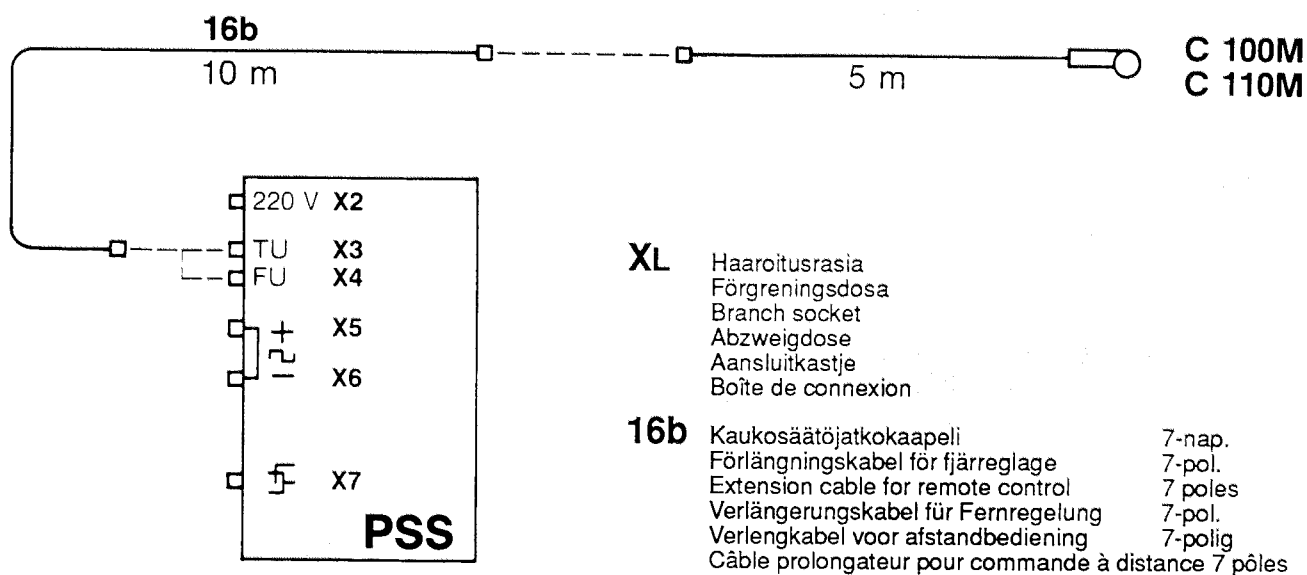 16b
10 m
5 m
C 100M
C 110M
220 V X2
TU X3
FU X4
+ X5
− X6
X7
PSS
XL Haaroitusrasia
Förgreningsdosa
Branch socket
Abzweigdose
Aansluitkastje
Boîte de connexion
16b Kaukosäätöjatkokaapeli 7-nap.
Förlängningskabel för fjärreglage 7-pol.
Extension cable for remote control 7 poles
Verlängerungskabel für Fernregelung 7-pol.
Verlengkabel voor afstandbediening 7-polig
Câble prolongateur pour commande à distance 7 pôles